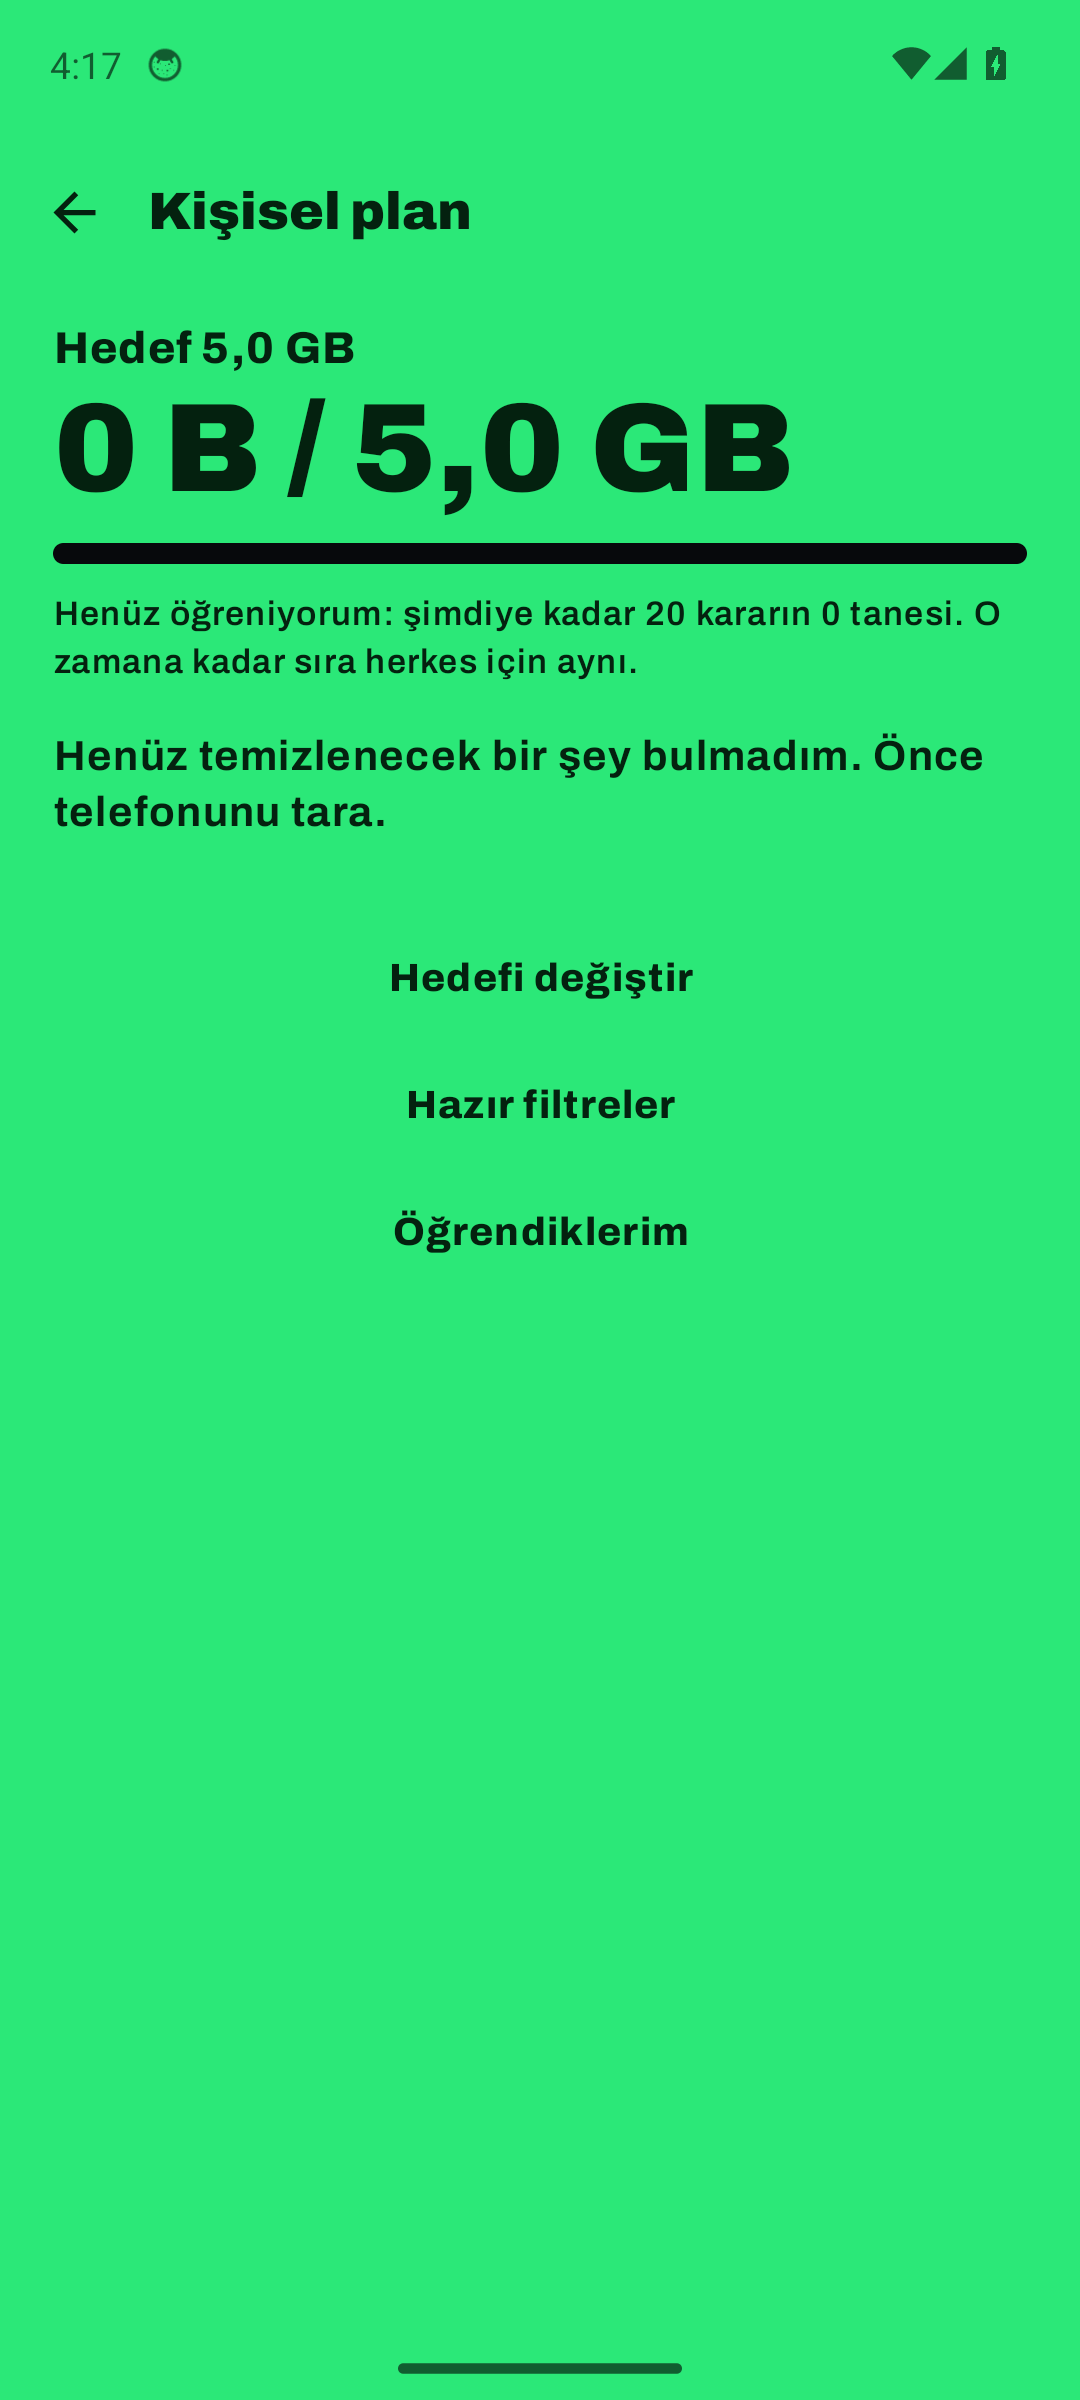 4:17
Kişisel plan
Hedef 5,0 GB
0 B / 5,0 GB
Henüz öğreniyorum: şimdiye kadar 20 kararın 0 tanesi. O
zamana kadar sıra herkes için aynı.
Henüz temizlenecek bir şey bulmadım. Önce
telefonunu tara.
Hedefi değiştir
Hazır filtreler
Öğrendiklerim